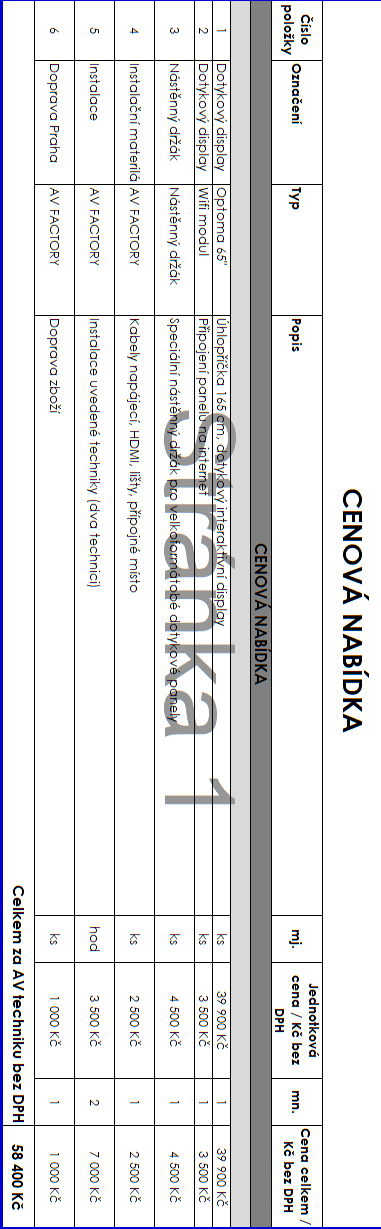 CENOVÁ NABÍDKA
Číslo položky Označení Typ Popis mj. Jednotková cena / Kč bez DPH mn. Cena celkem / Kč bez DPH
CENOVÁ NABÍDKA
1 Dotykový display Optoma 65" Úhlopříčka 165 cm, dotykový interaktivní display ks 39 900 Kč 1 39 900 Kč
2 Dotykový display Wifi modul Připojení panelu na internet ks 3 500 Kč 1 3 500 Kč
3 Nástěnný držák Nástěnný držák Speciální nástěnný držák pro velkoformátobé dotykové panely ks 4 500 Kč 1 4 500 Kč
4 Instalační materiá AV FACTORY Kabely napájecí, HDMI, lišty, přípojné místo ks 2 500 Kč 1 2 500 Kč
5 Instalace AV FACTORY Instalace uvedené techniky (dva technici) hod 3 500 Kč 2 7 000 Kč
6 Doprava Praha AV FACTORY Doprava zboží ks 1 000 Kč 1 1 000 Kč
Celkem za AV techniku bez DPH 58 400 Kč
Stránka 1